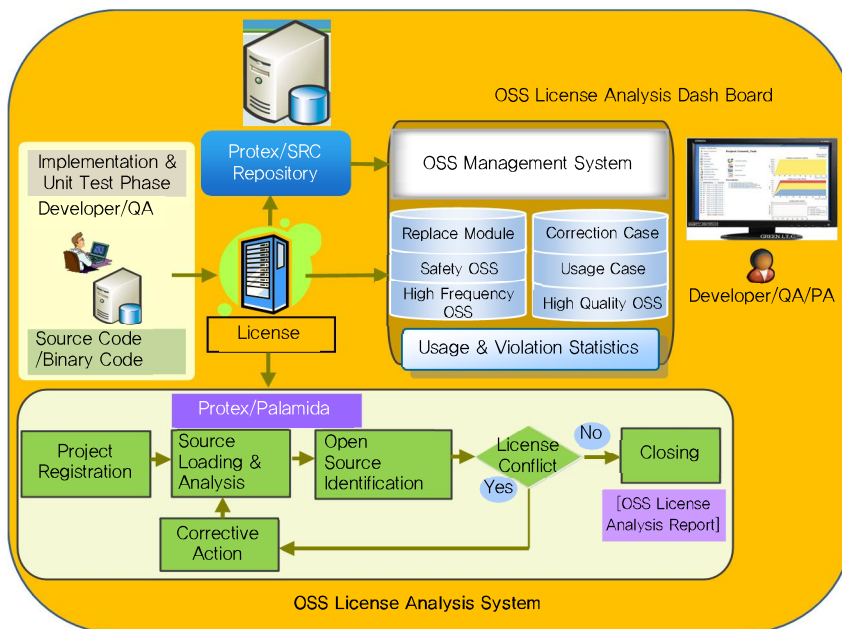 OSS License Analysis Dash Board
Protex/SRC
Repository
Implementation &
Unit Test Phase
Developer/QA
Source Code
/Binary Code
License
OSS Management System
Replace Module
Safety OSS
High Frequency
OSS
Correction Case
Usage Case
High Quality OSS
Usage & Violation Statistics
GREEN I.T.C
Developer/QA/PA
Protex/Palamida
Project
Registration
Source
Loading &
Analysis
Open
Source
Identification
License
Conflict
No
Yes
Closing
[OSS License
Analysis Report]
Corrective
Action
OSS License Analysis System